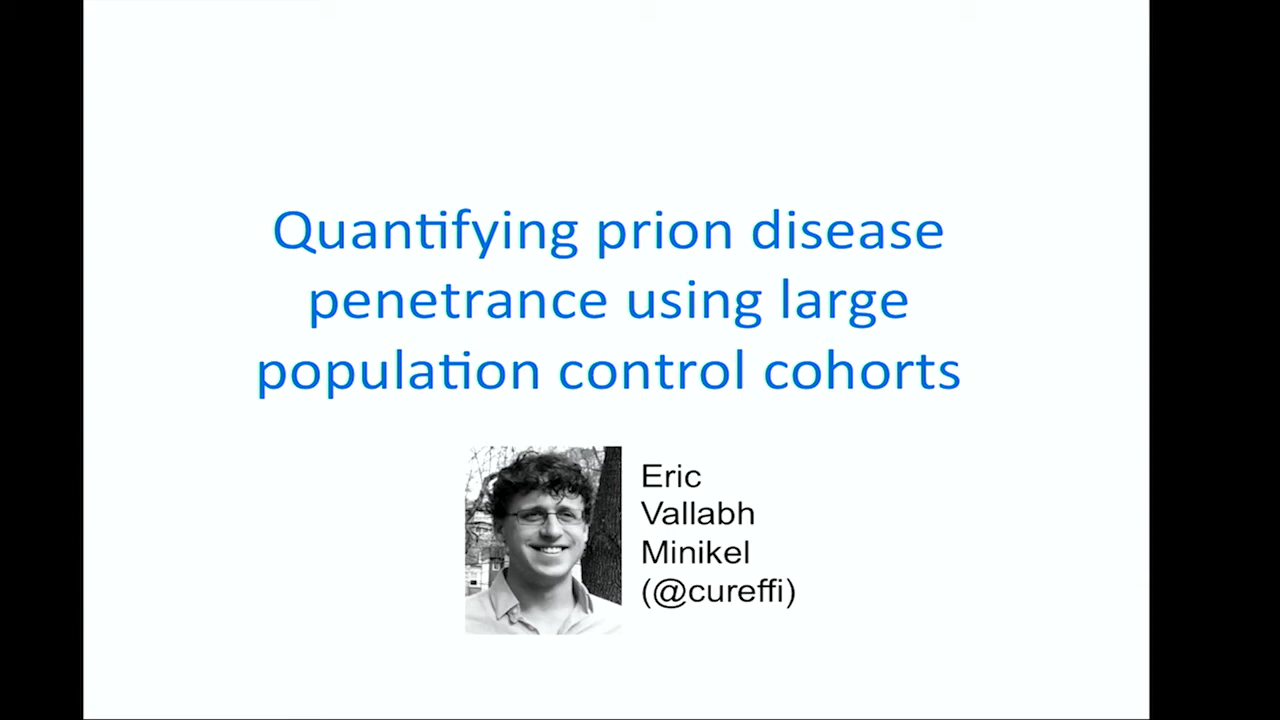 Quantifying prion disease
penetrance using large
population control cohorts
Eric
Vallabh
Minikel
(@cureffi)